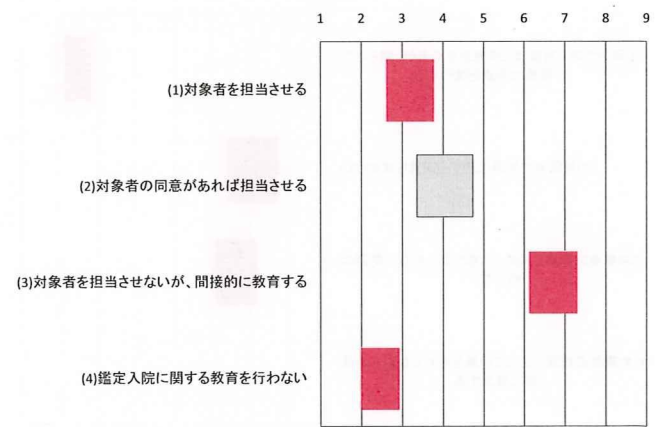 1 2 3 4 5 6 7 8 9
(1)対象者を担当させる
(2)対象者の同意があれば担当させる
(3)対象者を担当させないが、間接的に教育する
(4)鑑定入院に関する教育を行わない